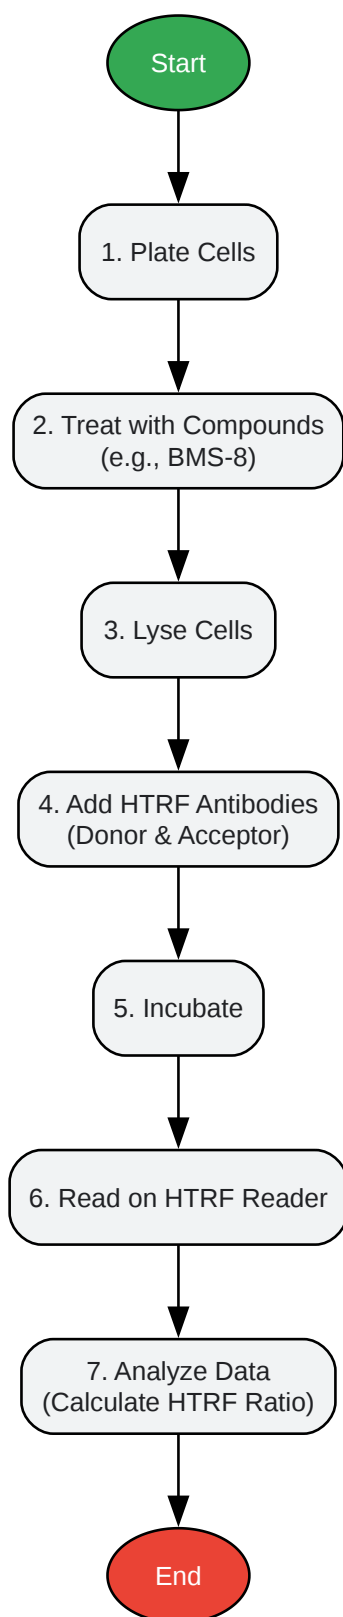 Start
1. Plate Cells
2. Treat with Compounds
(e.g., BMS-8)
3. Lyse Cells
4. Add HTRF Antibodies
(Donor & Acceptor)
5. Incubate
6. Read on HTRF Reader
7. Analyze Data
(Calculate HTRF Ratio)
End